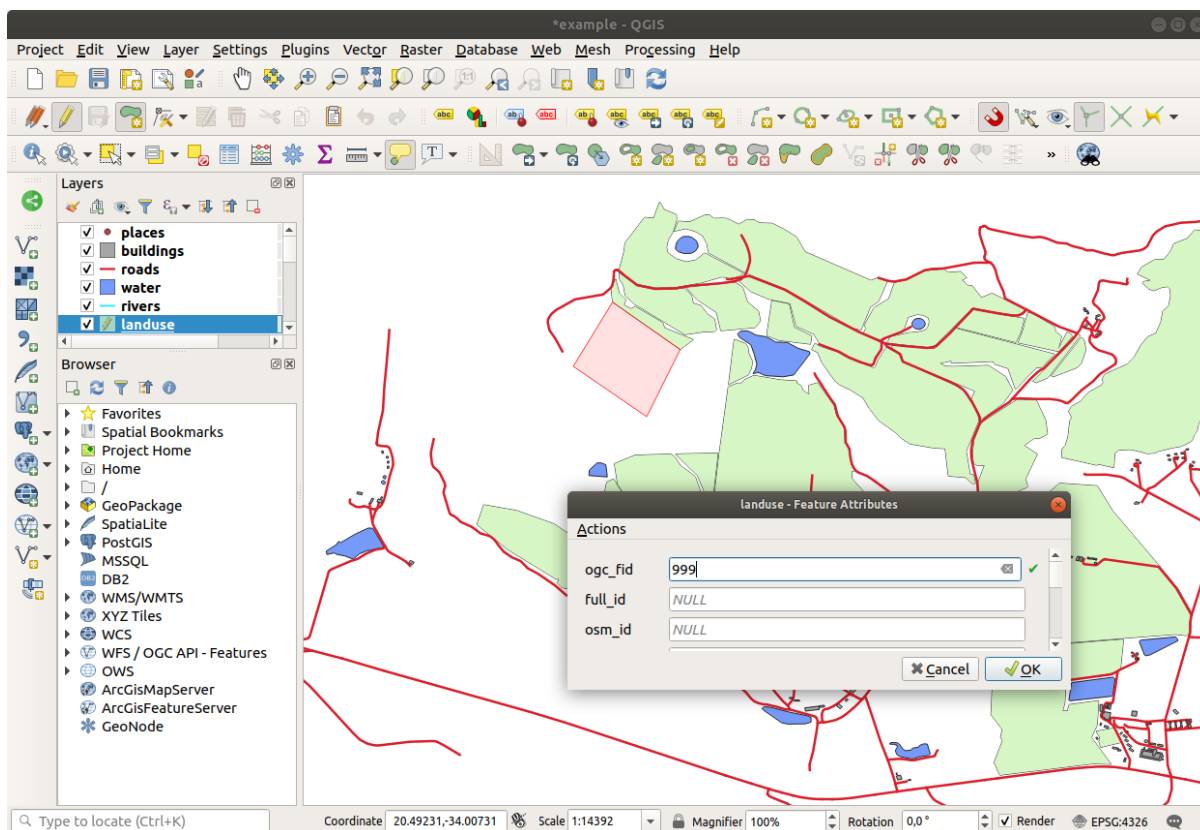 *example - QGIS
Project Edit View Layer Settings Plugins Vector Raster Database Web Mesh Processing Help
Layers
places
buildings
roads
water
rivers
landuse
Browser
Favorites
Spatial Bookmarks
Project Home
Home
/
GeoPackage
SpatiaLite
PostGIS
MSSQL
DB2
WMS/WMTS
XYZ Tiles
WCS
WFS / OGC API - Features
OWS
ArcGisMapServer
ArcGisFeatureServer
GeoNode
landuse - Feature Attributes
Actions
ogc_fid 999
full_id NULL
osm_id NULL
Cancel OK
Type to locate (Ctrl+K) Coordinate 20.49231,-34.00731 Scale 1:14392 Magnifier 100% Rotation 0,0 ° Render EPSG:4326